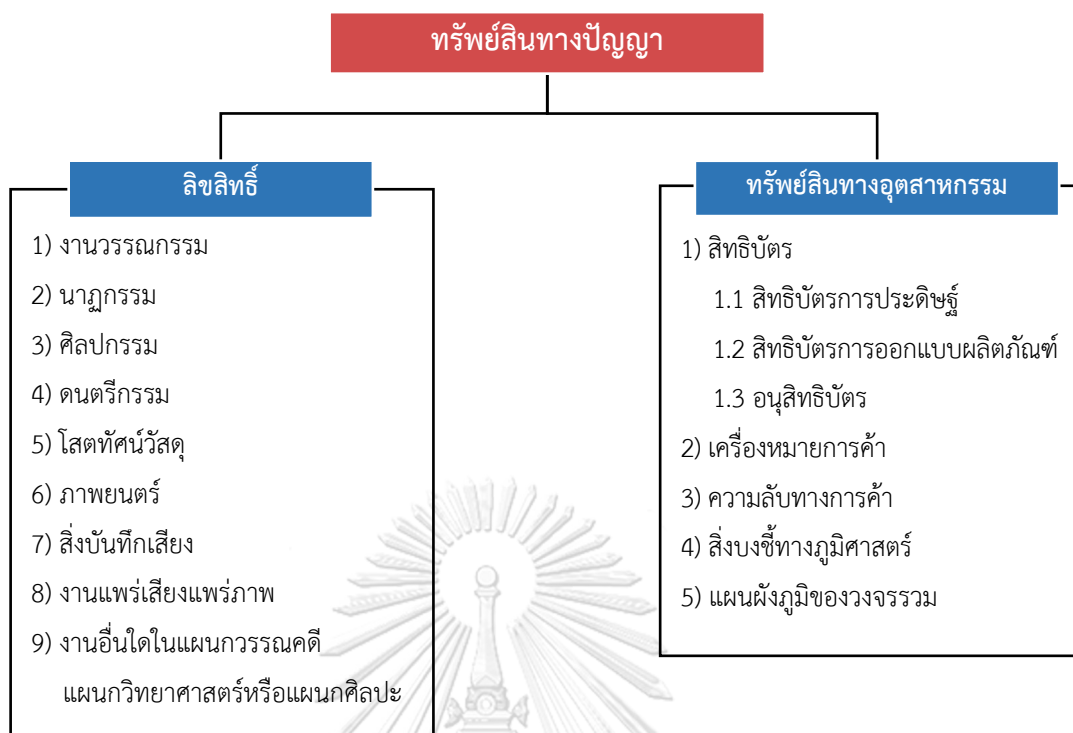 ทรัพย์สินทางปัญญา
ลิขสิทธิ์
1) งานวรรณกรรม
2) นาฏกรรม
3) ศิลปกรรม
4) ดนตรีกรรม
5) โสตทัศน์วัสดุ
6) ภาพยนตร์
7) สิ่งบันทึกเสียง
8) งานแพร่เสียงแพร่ภาพ
9) งานอื่นใดในแผนกวรรณคดี
แผนกวิทยาศาสตร์หรือแผนกศิลปะ
ทรัพย์สินทางอุตสาหกรรม
1) สิทธิบัตร
1.1 สิทธิบัตรการประดิษฐ์
1.2 สิทธิบัตรการออกแบบผลิตภัณฑ์
1.3 อนุสิทธิบัตร
2) เครื่องหมายการค้า
3) ความลับทางการค้า
4) สิ่งบงชี้ทางภูมิศาสตร์
5) แผนผังภูมิของวงจรรวม